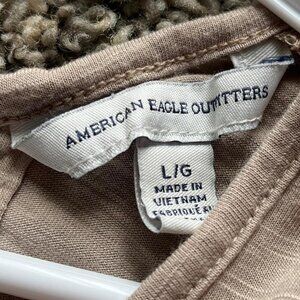 AMERICAN EAGLE OUTFITTERS
L/G
MADE IN
VIETNAM